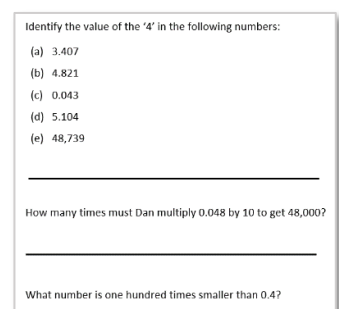 Identify the value of the ‘4’ in the following numbers:
(a) 3.407
(b) 4.821
(c) 0.043
(d) 5.104
(e) 48,739
How many times must Dan multiply 0.048 by 10 to get 48,000?
What number is one hundred times smaller than 0.4?